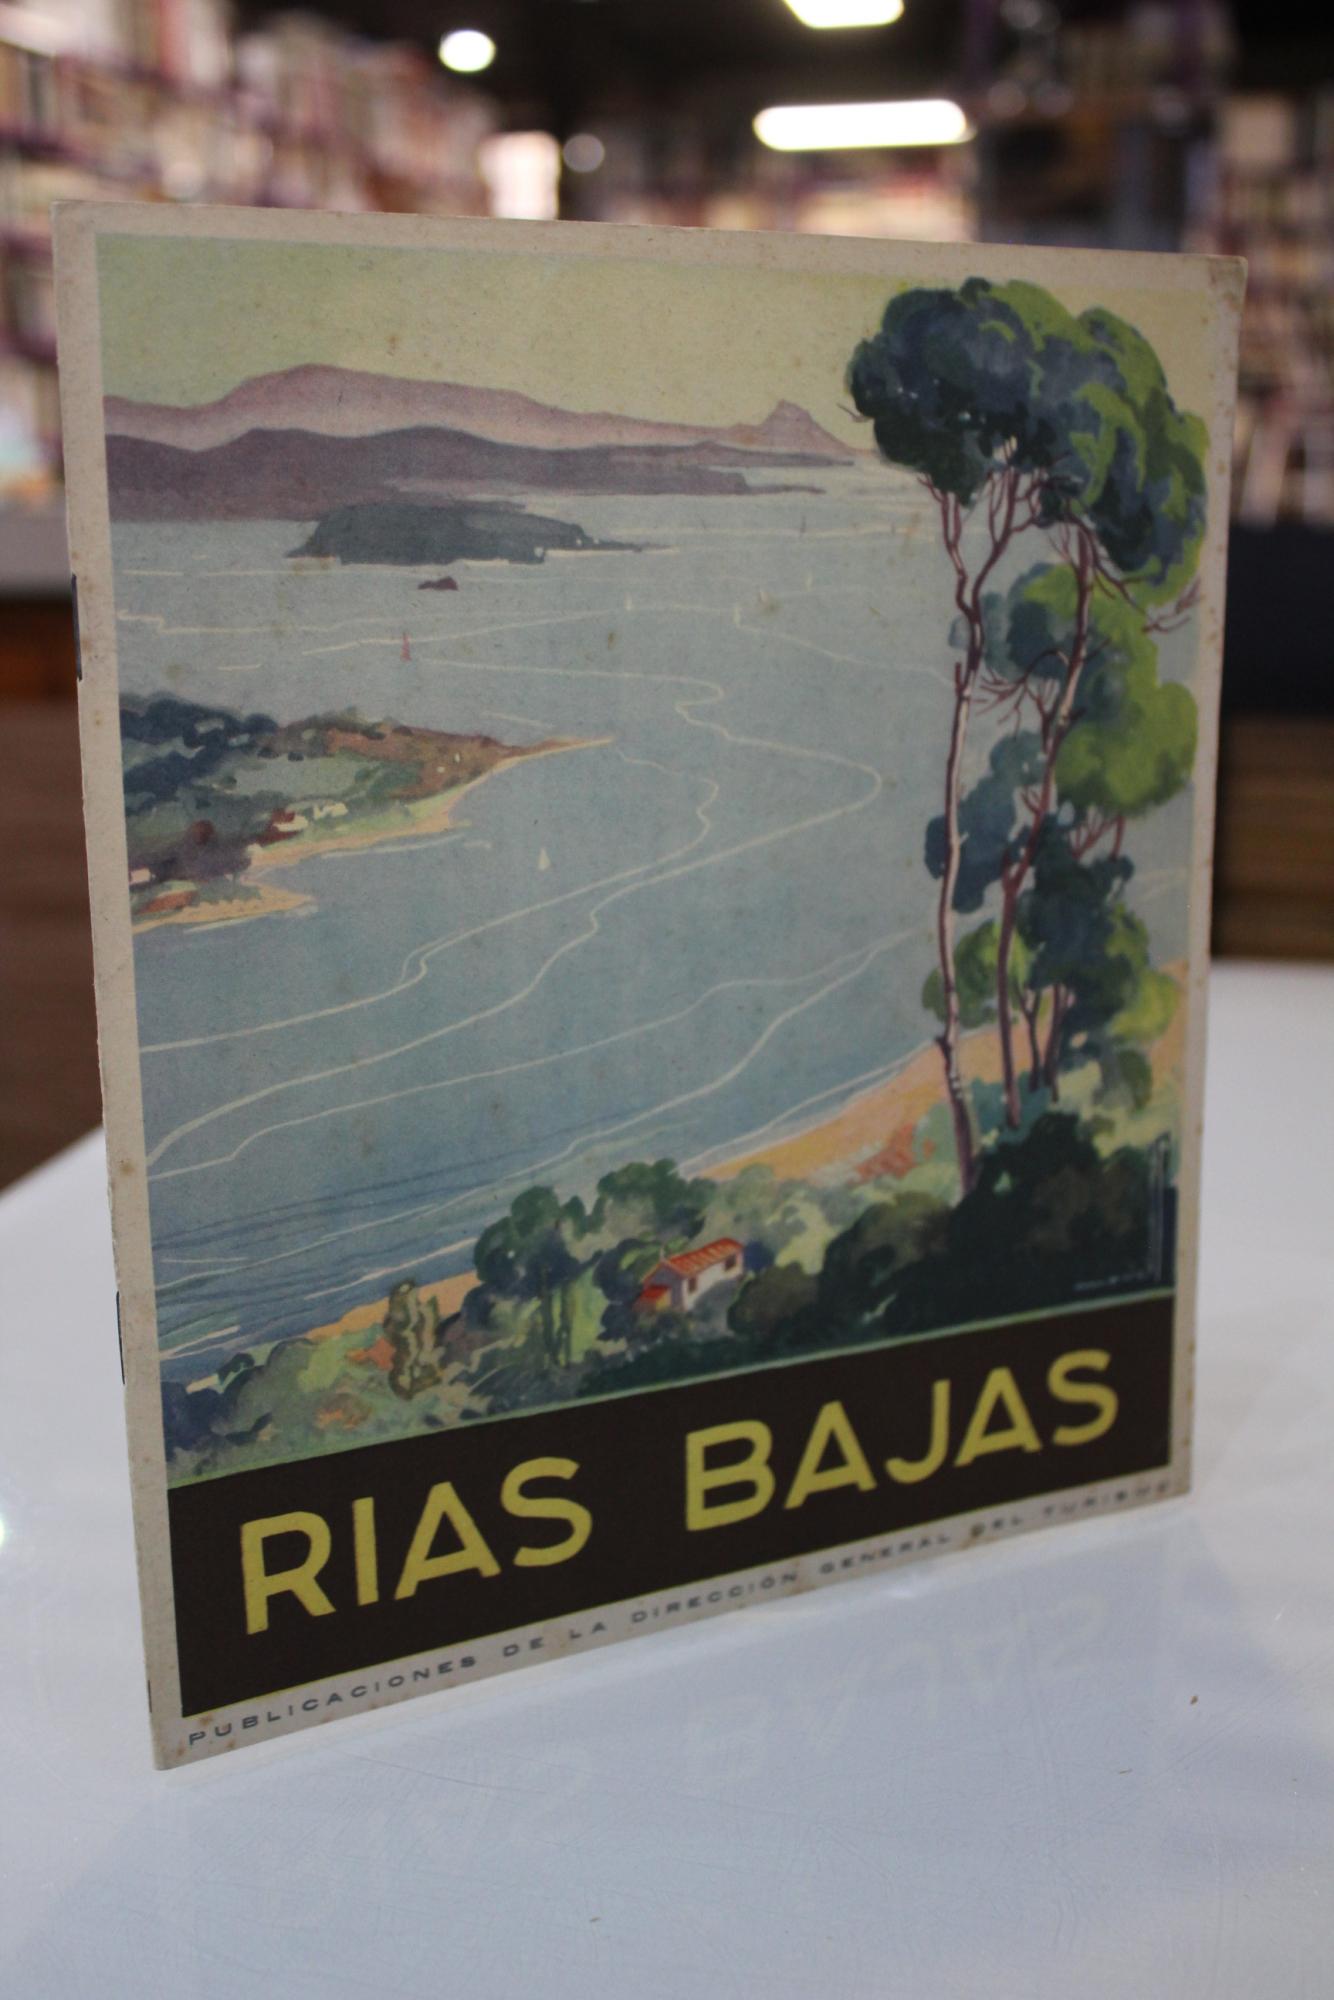 RIAS BAJAS
PUBLICACIONES DE LA DIRECCIÓN GENERAL DEL TURISMO